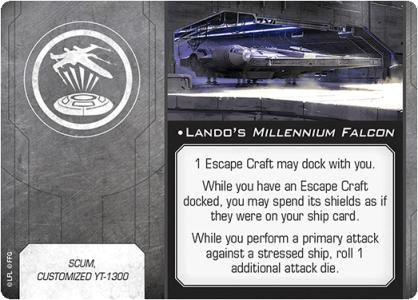 •Lando's Millennium Falcon
1 Escape Craft may dock with you.
While you have an Escape Craft
docked, you may spend its shields as if
they were on your ship card.
While you perform a primary attack
against a stressed ship, roll 1
additional attack die.
SCUM,
CUSTOMIZED YT-1300
©LFL ©FFG